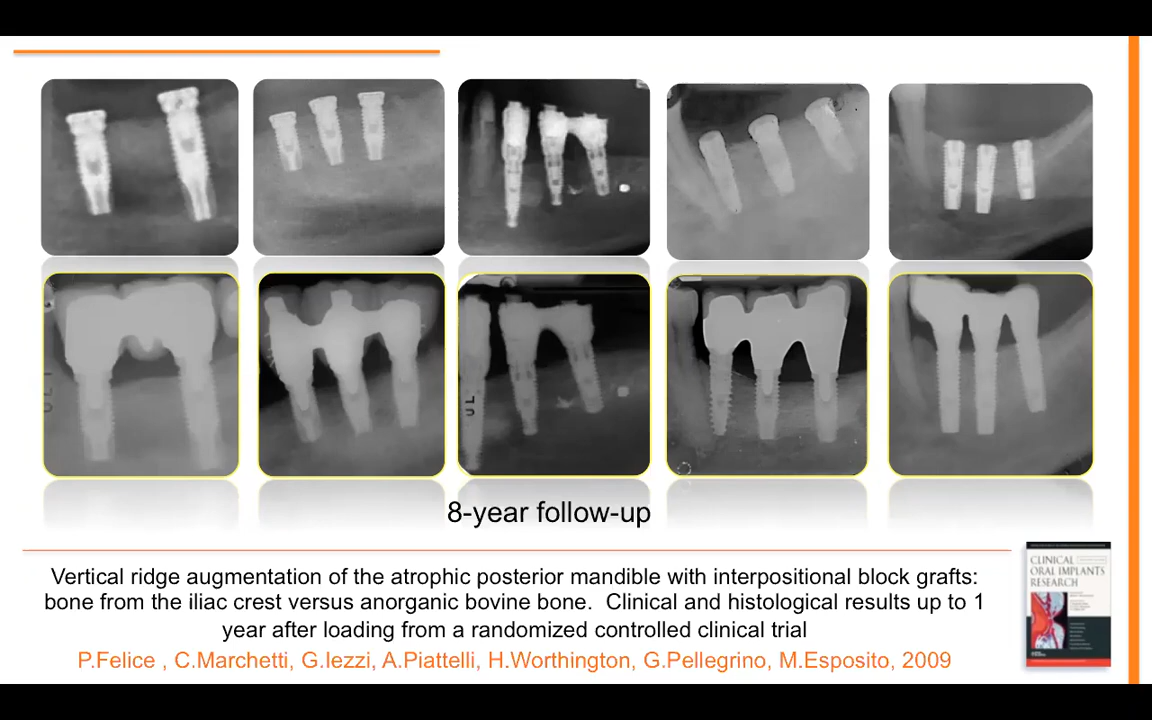 UL
8-year follow-up
Vertical ridge augmentation of the atrophic posterior mandible with interpositional block grafts:
bone from the iliac crest versus anorganic bovine bone.  Clinical and histological results up to 1
year after loading from a randomized controlled clinical trial
P.Felice , C.Marchetti, G.Iezzi, A.Piattelli, H.Worthington, G.Pellegrino, M.Esposito, 2009
CLINICAL
ORAL IMPLANTS
RESEARCH